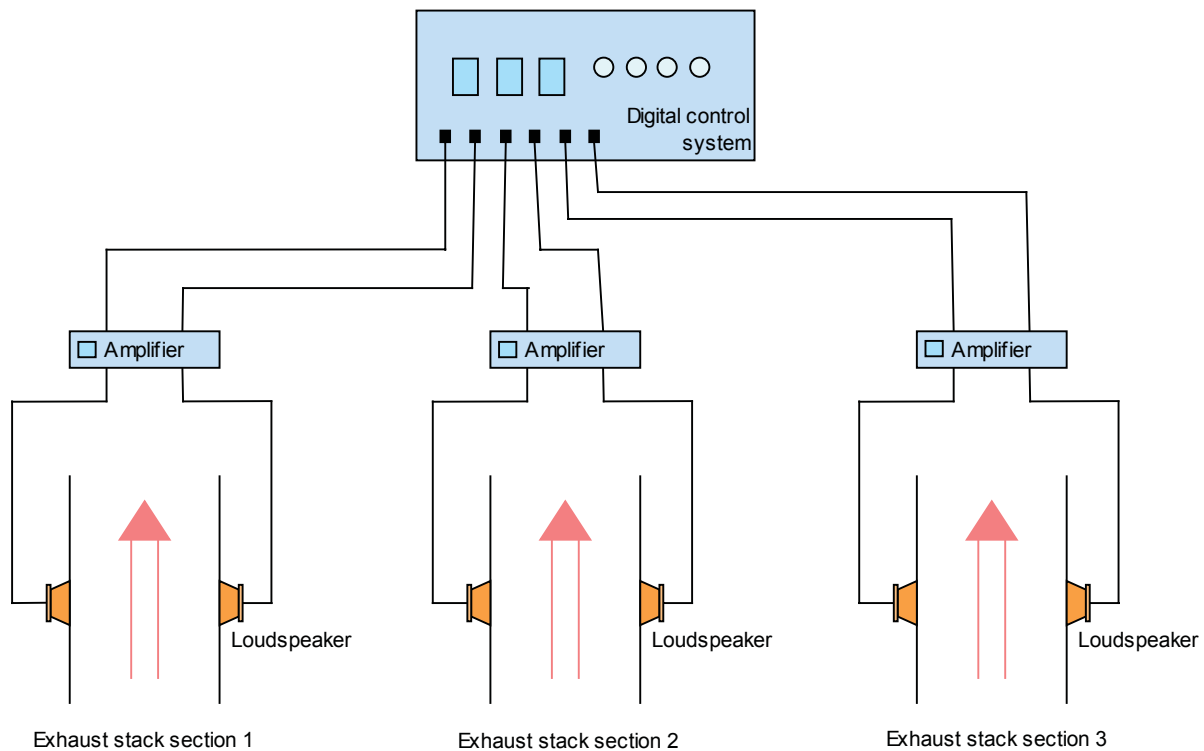 Digital control
system
Amplifier
Amplifier
Amplifier
Loudspeaker
Loudspeaker
Loudspeaker
Exhaust stack section 1
Exhaust stack section 2
Exhaust stack section 3